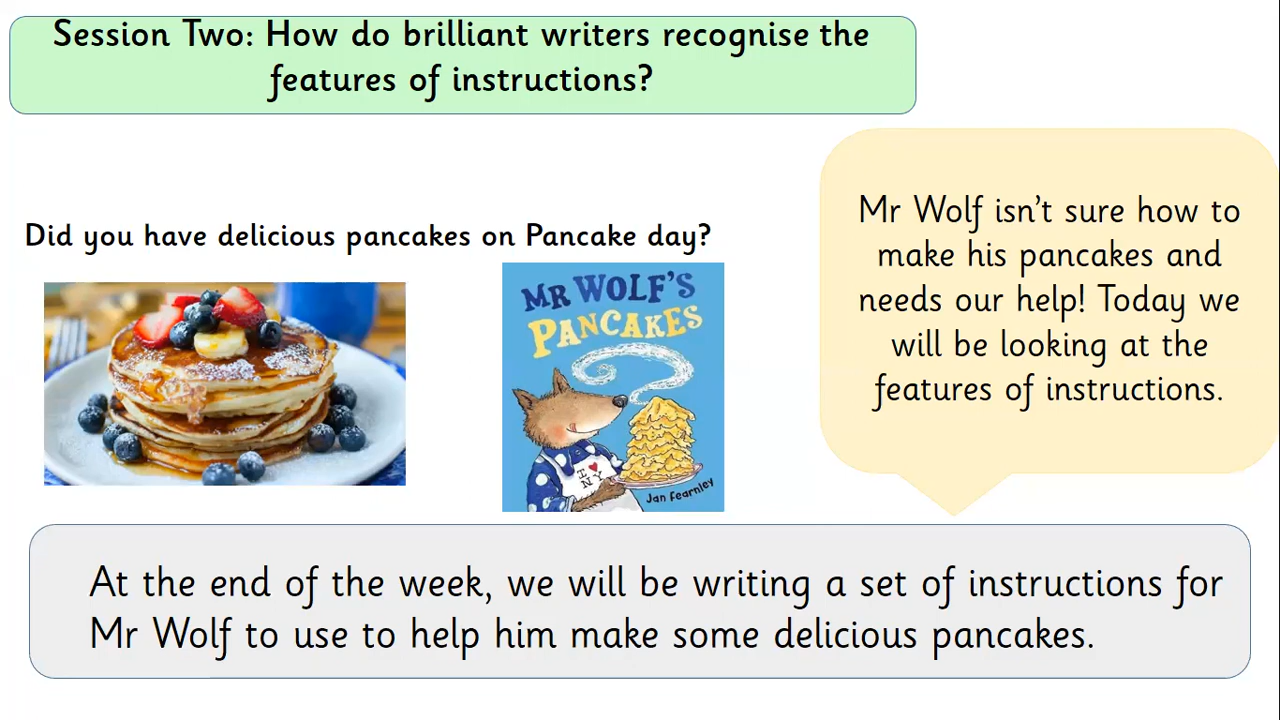 Session Two: How do brilliant writers recognise the
features of instructions?
Did you have delicious pancakes on Pancake day?
MR WOLF'S
PANCAKES
I ♥
NY
Jan Fearnley
Mr Wolf isn't sure how to
make his pancakes and
needs our help! Today we
will be looking at the
features of instructions.
At the end of the week, we will be writing a set of instructions for
Mr Wolf to use to help him make some delicious pancakes.